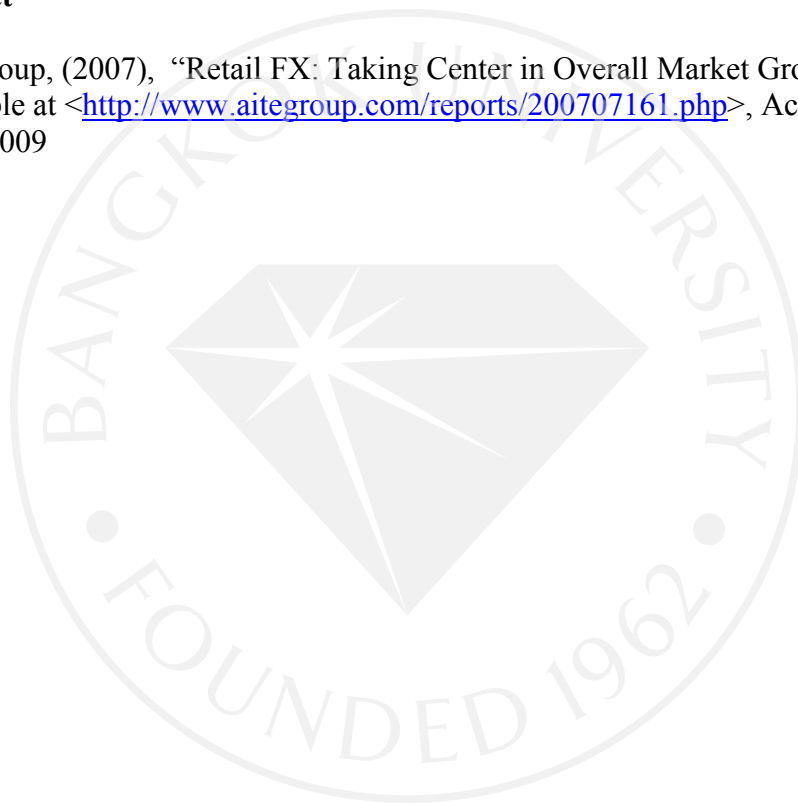 oup, (2007), “Retail FX: Taking Center in Overall Market Gro
le at <http://www.aitegroup.com/reports/200707161.php>, Ac
009
BANGKOK UNIVERSITY
• FOUNDED 1962 •